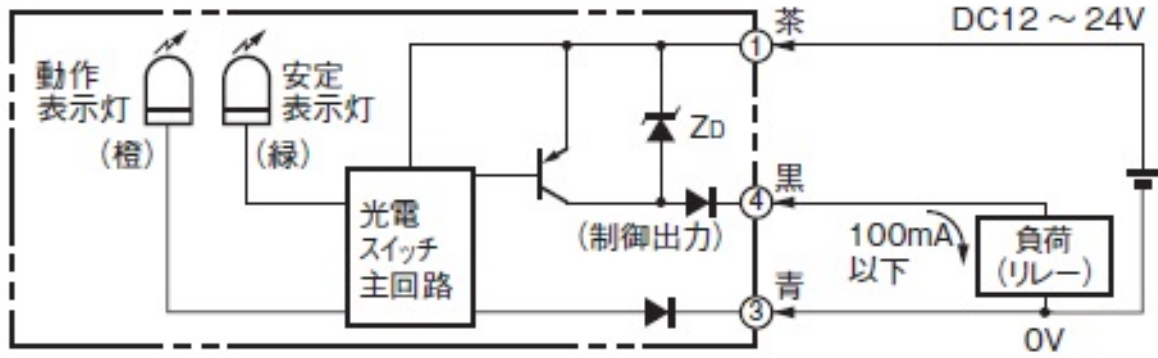 動作
表示灯
(橙)
安定
表示灯
(緑)
光電
スイッチ
主回路
ZD
(制御出力)
① 茶
④ 黒
③ 青
DC12 ～ 24V
100mA
以下
負荷
(リレー)
0V